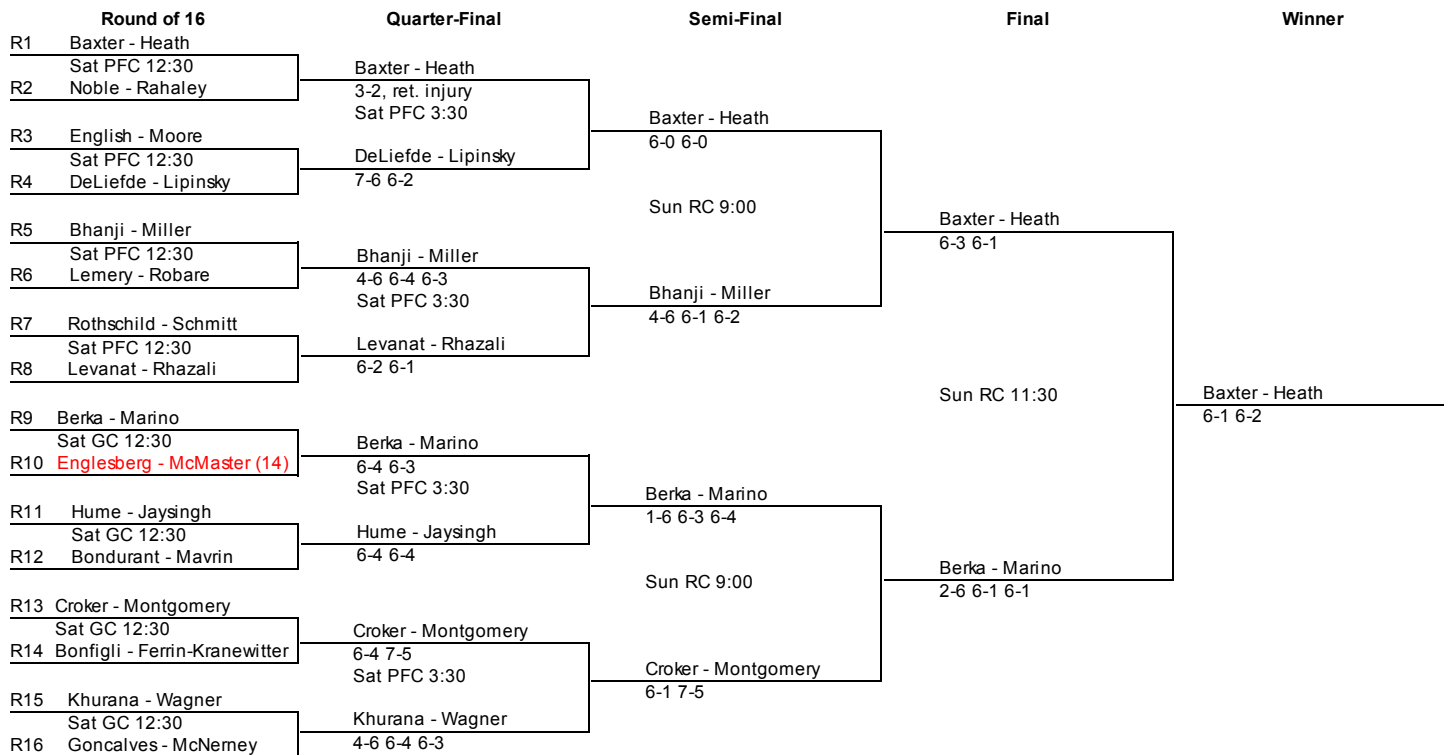 Round of 16
Quarter-Final
Semi-Final
Final
Winner
R1 Baxter - Heath
Sat PFC 12:30
R2 Noble - Rahaley
R3 English - Moore
Sat PFC 12:30
R4 DeLiefde - Lipinsky
R5 Bhanji - Miller
Sat PFC 12:30
R6 Lemery - Robare
R7 Rothschild - Schmitt
Sat PFC 12:30
R8 Levanat - Rhazali
R9 Berka - Marino
Sat GC 12:30
R10 Englesberg - McMaster (14)
R11 Hume - Jaysingh
Sat GC 12:30
R12 Bondurant - Mavrin
R13 Croker - Montgomery
Sat GC 12:30
R14 Bonfigli - Ferrin-Kranewitter
R15 Khurana - Wagner
Sat GC 12:30
R16 Goncalves - McNerney
Baxter - Heath
3-2, ret. injury
Sat PFC 3:30
DeLiefde - Lipinsky
7-6 6-2
Bhanji - Miller
4-6 6-4 6-3
Sat PFC 3:30
Levanat - Rhazali
6-2 6-1
Berka - Marino
6-4 6-3
Sat PFC 3:30
Hume - Jaysingh
6-4 6-4
Croker - Montgomery
6-4 7-5
Sat PFC 3:30
Khurana - Wagner
4-6 6-4 6-3
Baxter - Heath
6-0 6-0
Sun RC 9:00
Bhanji - Miller
4-6 6-1 6-2
Berka - Marino
1-6 6-3 6-4
Sun RC 9:00
Croker - Montgomery
6-1 7-5
Baxter - Heath
6-3 6-1
Sun RC 11:30
Berka - Marino
2-6 6-1 6-1
Baxter - Heath
6-1 6-2